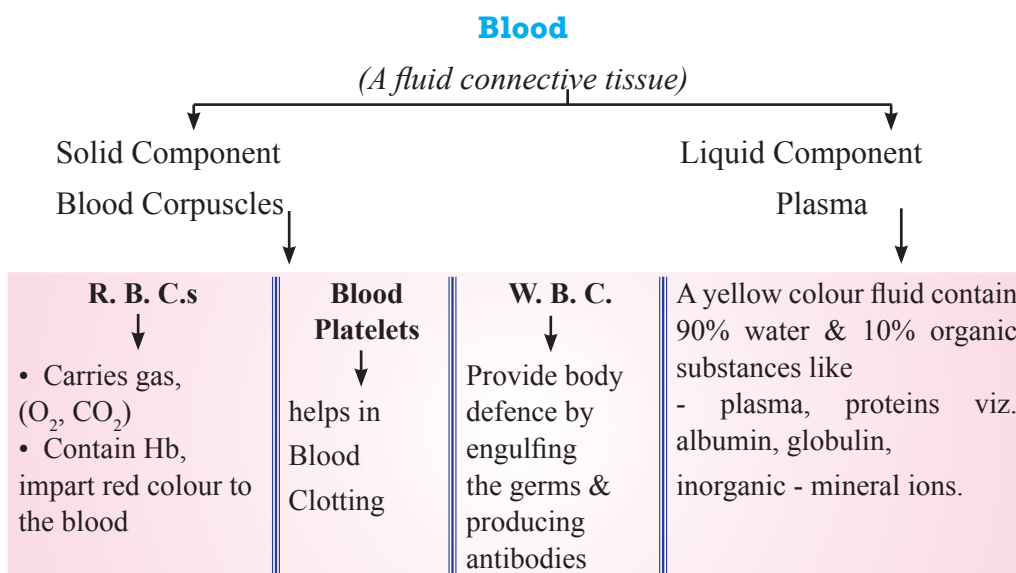 Blood
(A fluid connective tissue)
Solid Component
Blood Corpuscles
Liquid Component
Plasma
R. B. C.s
• Carries gas,
(O₂, CO₂)
• Contain Hb,
impart red colour to
the blood
Blood
Platelets
helps in
Blood
Clotting
W. B. C.
Provide body
defence by
engulfing
the germs &
producing
antibodies
A yellow colour fluid contain
90% water & 10% organic
substances like
- plasma, proteins viz.
albumin, globulin,
inorganic - mineral ions.